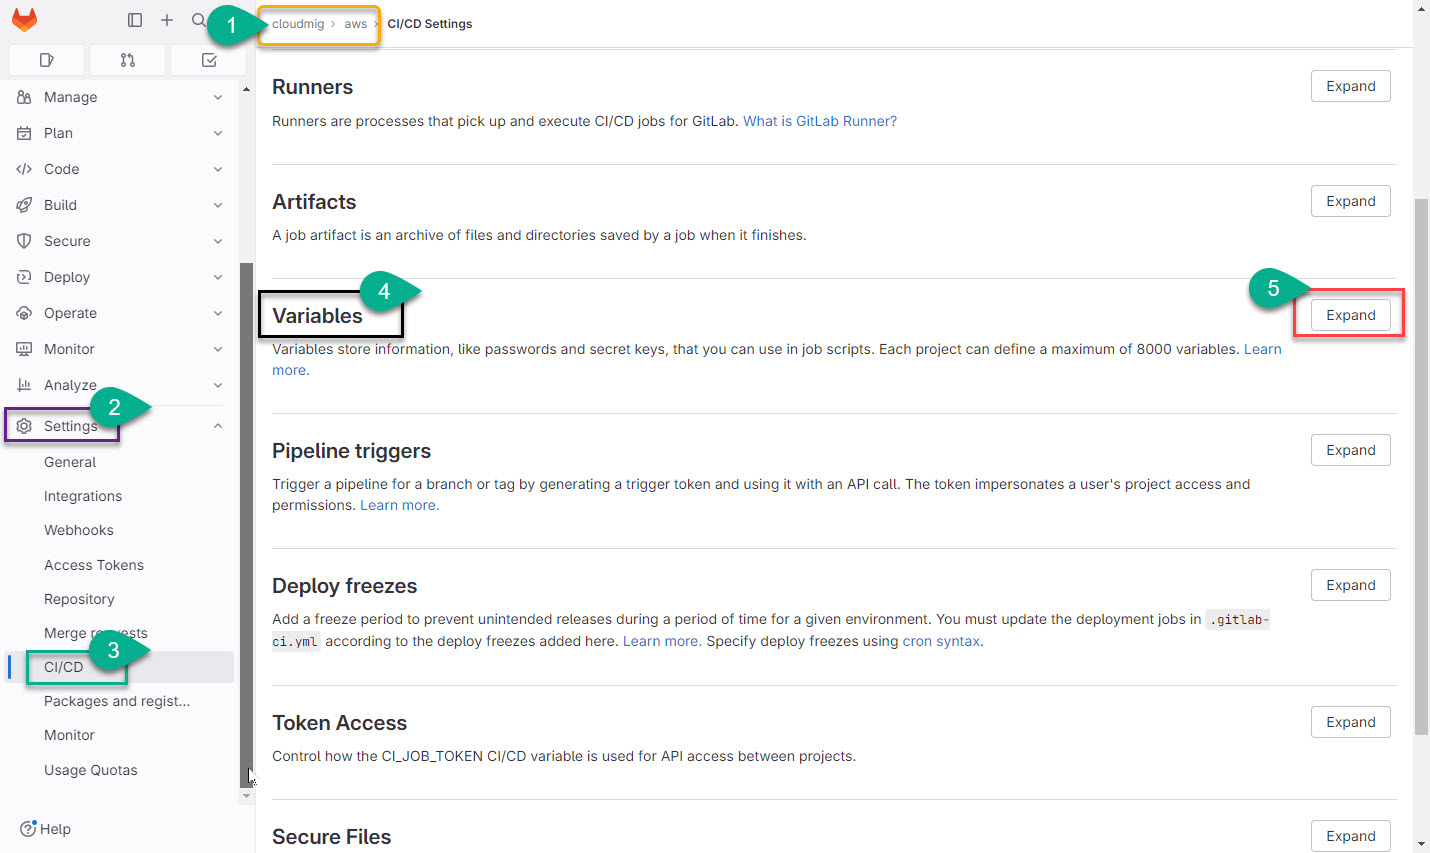 1
cloudmig › aws › CI/CD Settings
Manage
Plan
Code
Build
Secure
Deploy
Operate
Monitor
Analyze
2
Settings
General
Integrations
Webhooks
Access Tokens
Repository
Merge requests
3
CI/CD
Packages and regist...
Monitor
Usage Quotas
Help
Runners
Expand
Runners are processes that pick up and execute CI/CD jobs for GitLab. What is GitLab Runner?
Artifacts
Expand
A job artifact is an archive of files and directories saved by a job when it finishes.
4
5
Variables
Expand
Variables store information, like passwords and secret keys, that you can use in job scripts. Each project can define a maximum of 8000 variables. Learn
more.
Pipeline triggers
Expand
Trigger a pipeline for a branch or tag by generating a trigger token and using it with an API call. The token impersonates a user's project access and
permissions. Learn more.
Deploy freezes
Expand
Add a freeze period to prevent unintended releases during a period of time for a given environment. You must update the deployment jobs in .gitlab-
ci.yml according to the deploy freezes added here. Learn more. Specify deploy freezes using cron syntax.
Token Access
Expand
Control how the CI_JOB_TOKEN CI/CD variable is used for API access between projects.
Secure Files
Expand